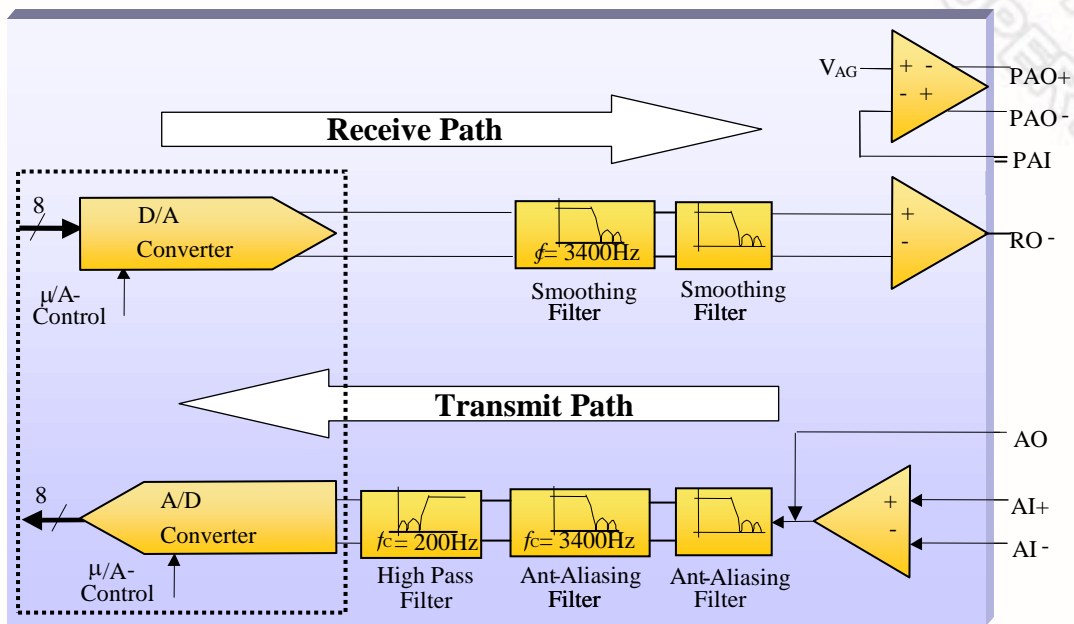 VAG
+ -
- +
PAO+
PAO-
PAI
Receive Path
8
D/A
Converter
μ/A-
Control
fc= 3400Hz
Smoothing
Filter
Smoothing
Filter
+
-
RO -
Transmit Path
AO
8
A/D
Converter
μ/A-
Control
fC= 200Hz
High Pass
Filter
fC= 3400Hz
Ant-Aliasing
Filter
Ant-Aliasing
Filter
+
-
AI+
AI -